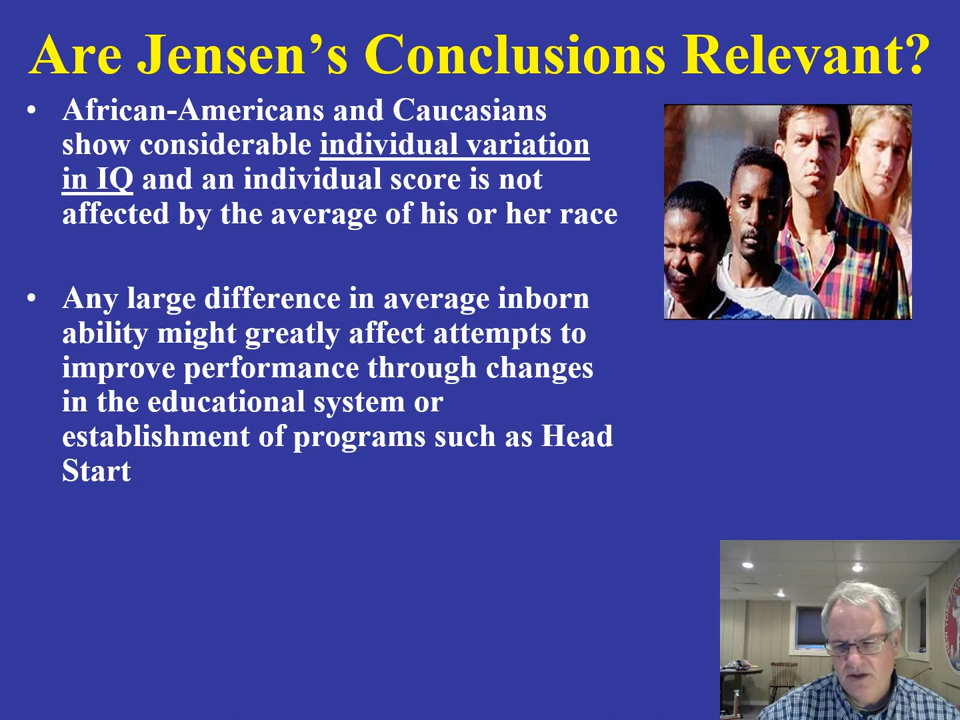 Are Jensen’s Conclusions Relevant?
• African-Americans and Caucasians
show considerable individual variation
in IQ and an individual score is not
affected by the average of his or her race
• Any large difference in average inborn
ability might greatly affect attempts to
improve performance through changes
in the educational system or
establishment of programs such as Head
Start